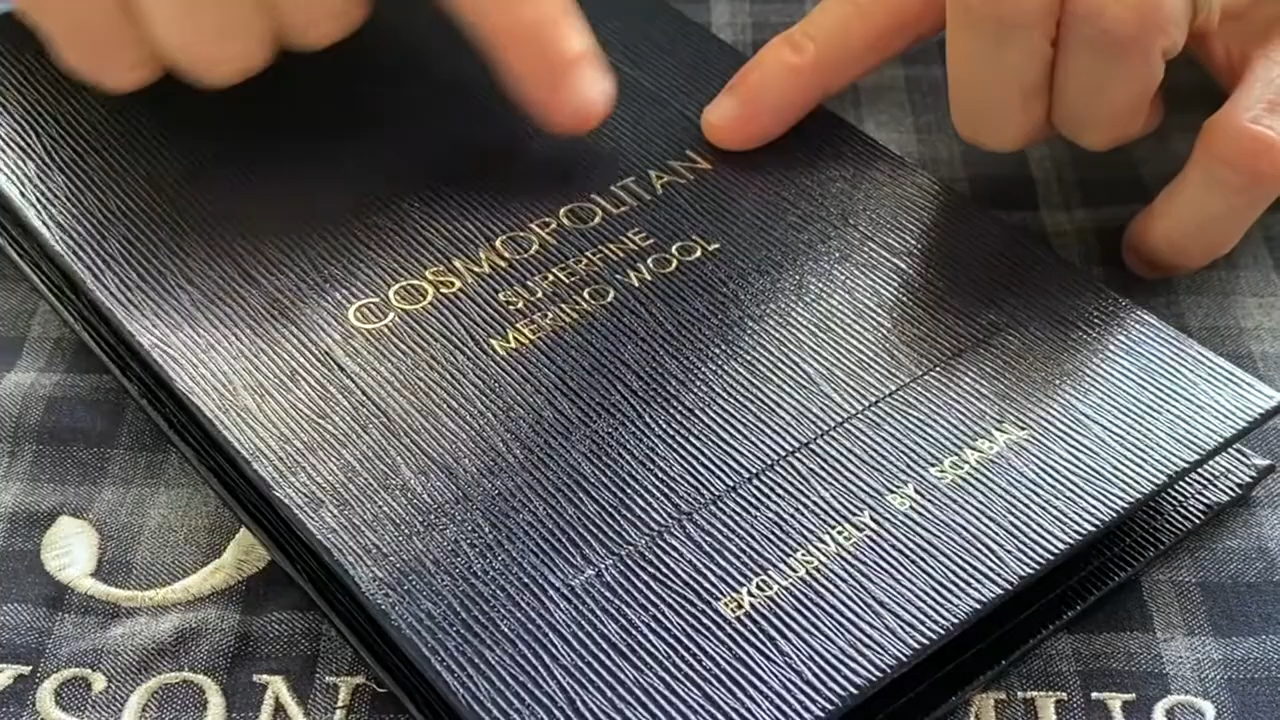 COSMOPOLITAN
SUPERFINE
MERINO WOOL
EXCLUSIVELY BY SCABAL